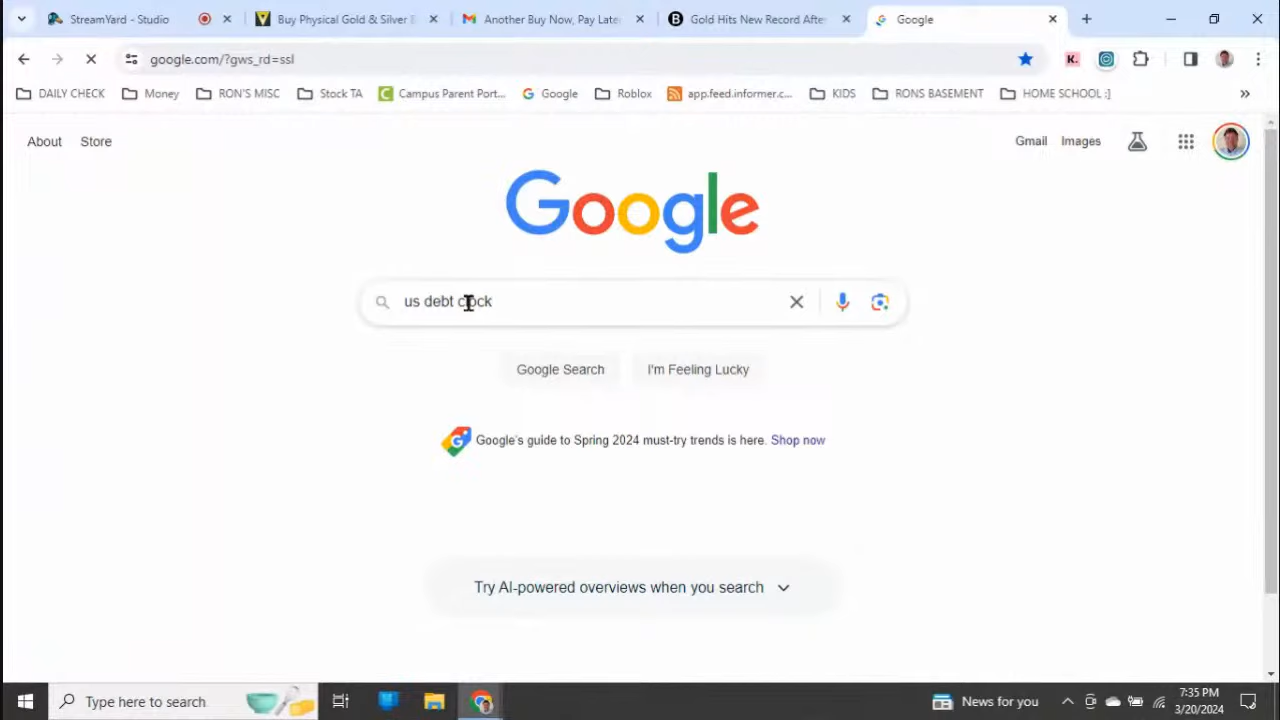 StreamYard - Studio
Buy Physical Gold & Silver
Another Buy Now, Pay Late
Gold Hits New Record Afte
Google
google.com/?gws_rd=ssl
K.
DAILY CHECK
Money
RON'S MISC
Stock TA
Campus Parent Port...
Google
Roblox
app.feed.informer.c...
KIDS
RONS BASEMENT
HOME SCHOOL :]
About
Store
Gmail
Images
Google
us debt clock
Google Search
I'm Feeling Lucky
Google's guide to Spring 2024 must-try trends is here. Shop now
Try AI-powered overviews when you search
Type here to search
News for you
7:35 PM
3/20/2024